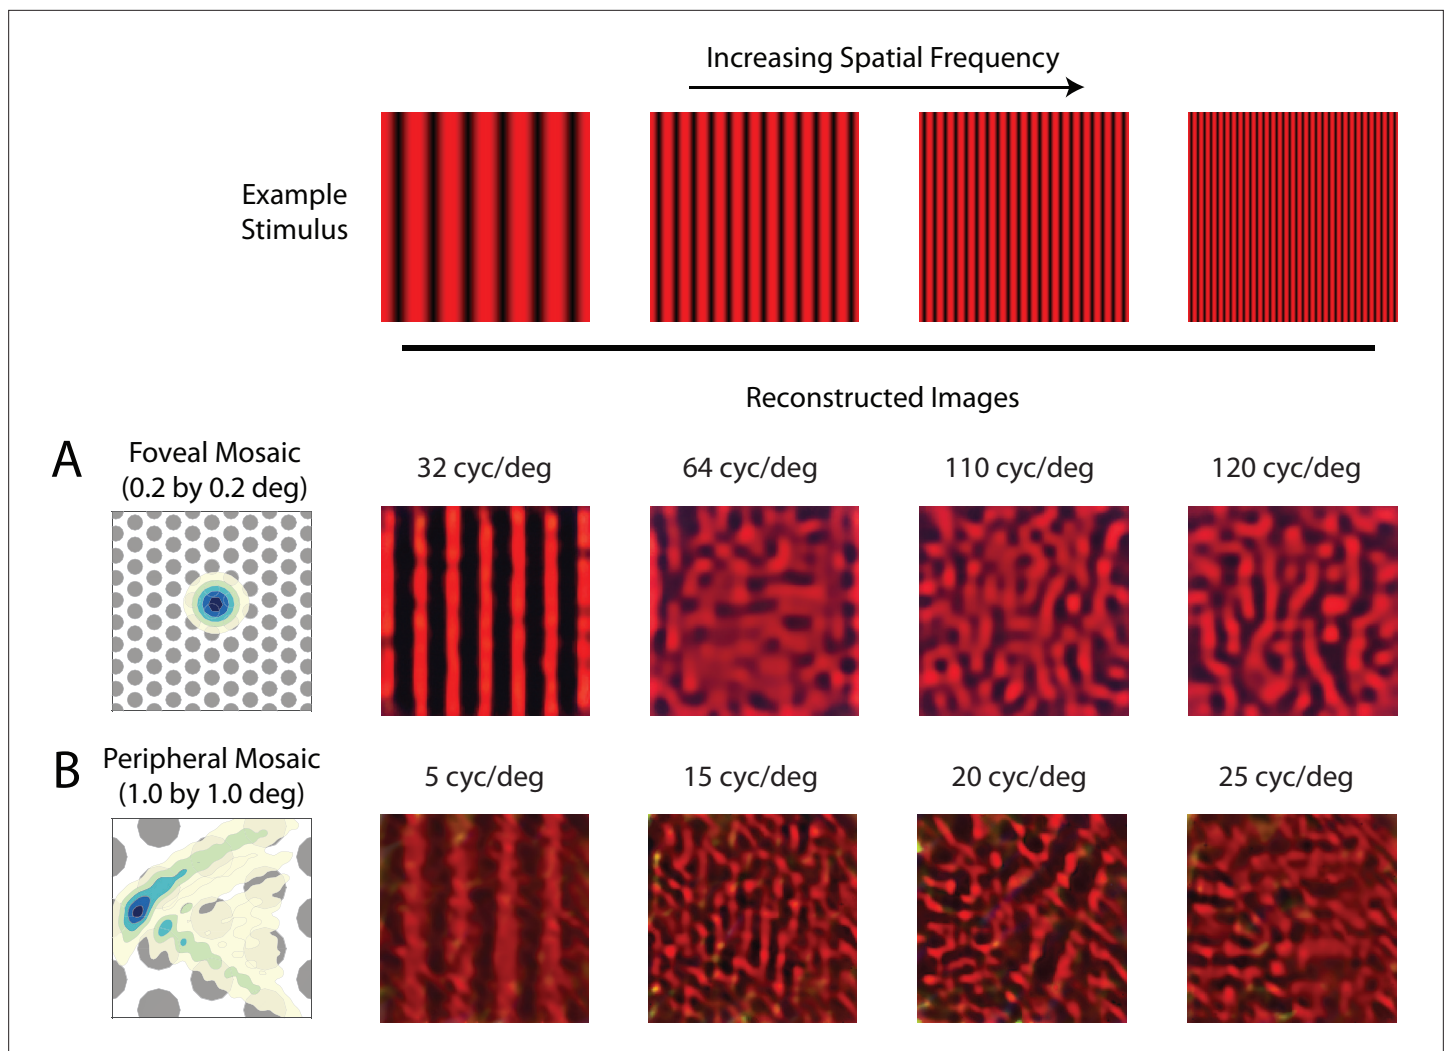 Increasing Spatial Frequency
Example
Stimulus
Reconstructed Images
A
Foveal Mosaic
(0.2 by 0.2 deg)
32 cyc/deg
64 cyc/deg
110 cyc/deg
120 cyc/deg
B
Peripheral Mosaic
(1.0 by 1.0 deg)
5 cyc/deg
15 cyc/deg
20 cyc/deg
25 cyc/deg